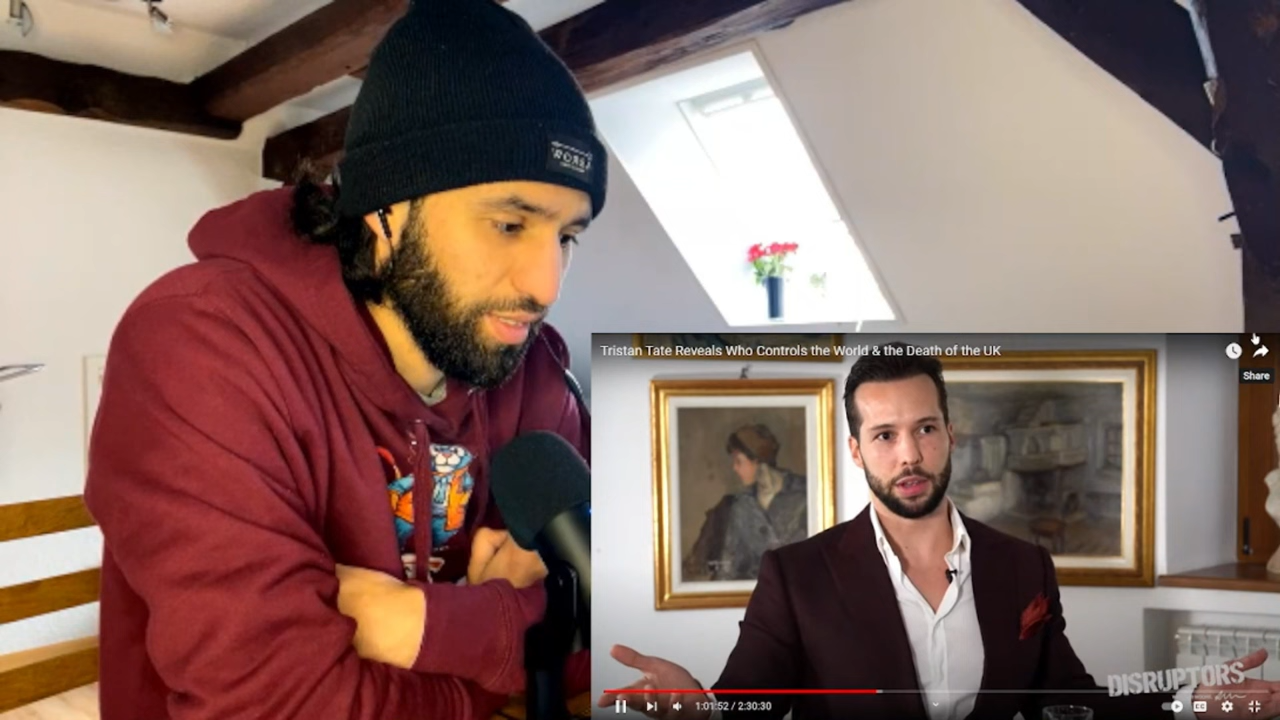 Tristan Tate Reveals Who Controls the World & the Death of the UK
Share
DISRUPTORS
1:01:52 / 2:30:30